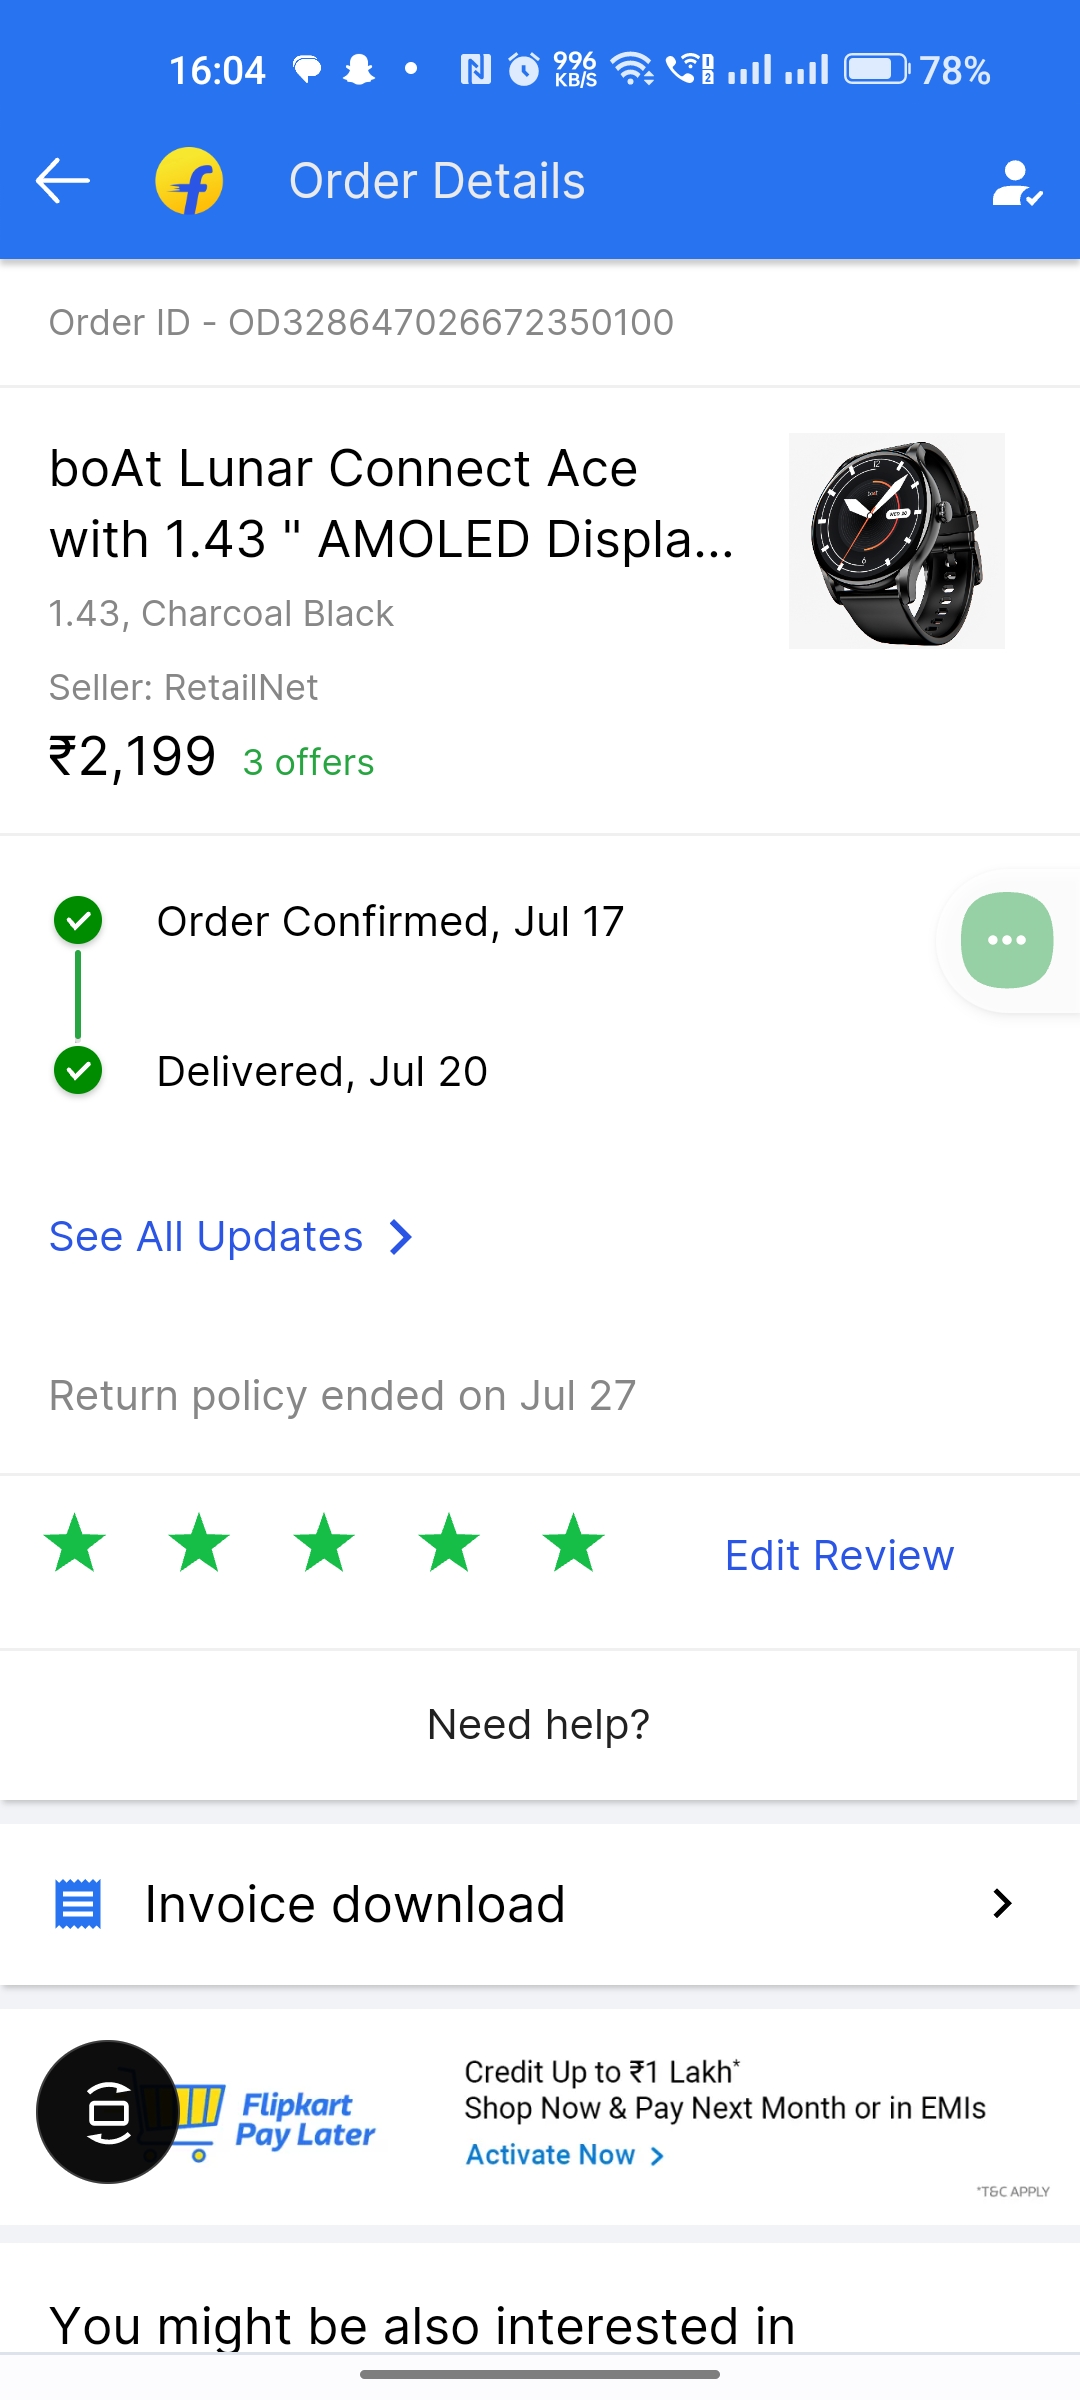 16:04 996 KB/S 78%
Order Details
Order ID - OD328647026672350100
boAt Lunar Connect Ace
with 1.43 " AMOLED Displa...
1.43, Charcoal Black
Seller: RetailNet
₹2,199 3 offers
Order Confirmed, Jul 17
Delivered, Jul 20
See All Updates
Return policy ended on Jul 27
Edit Review
Need help?
Invoice download
Flipkart
Pay Later
Credit Up to ₹1 Lakh*
Shop Now & Pay Next Month or in EMIs
Activate Now
*T&C APPLY
You might be also interested in